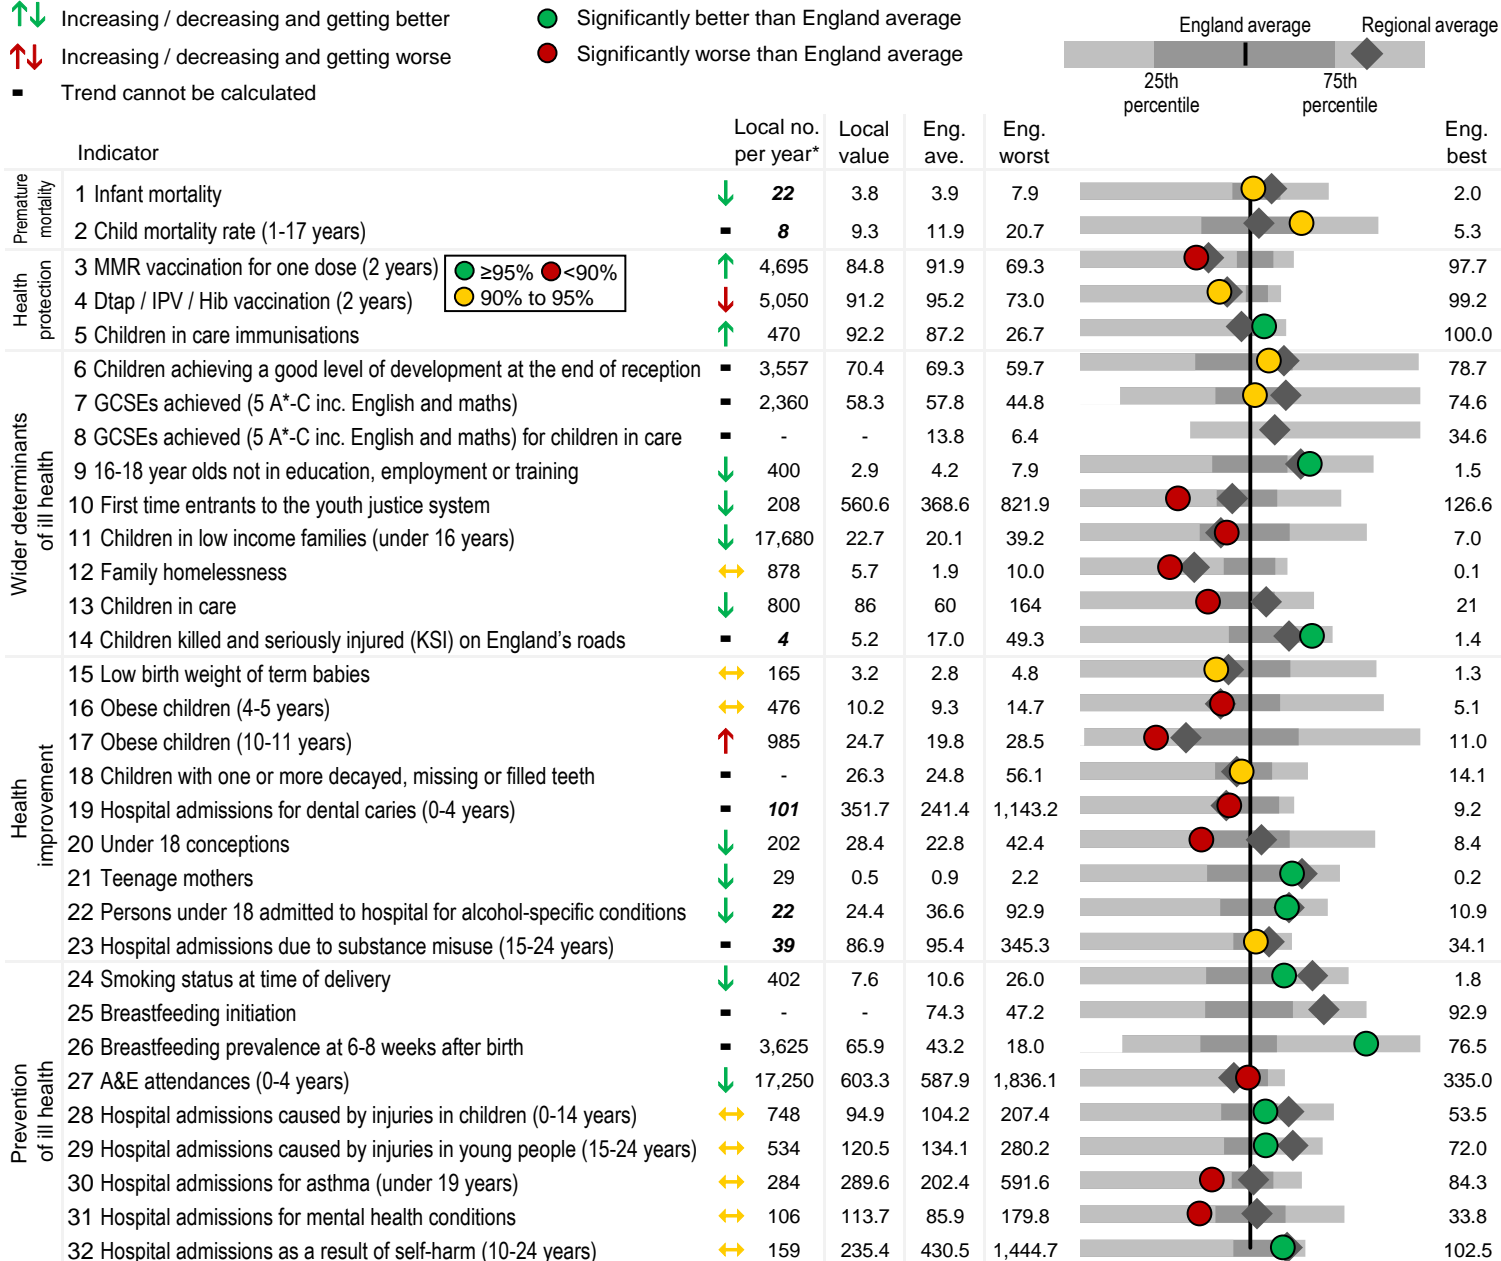 Increasing / decreasing and getting better
Significantly better than England average
Increasing / decreasing and getting worse
Significantly worse than England average
Trend cannot be calculated
England average Regional average
25th percentile
75th percentile
Indicator Local no. per year* Local value Eng. ave. Eng. worst Eng. best
Premature mortality
1 Infant mortality 22 3.8 3.9 7.9 2.0
2 Child mortality rate (1-17 years) 8 9.3 11.9 20.7 5.3
Health protection
3 MMR vaccination for one dose (2 years) 4,695 84.8 91.9 69.3 97.7
≥95% <90%
90% to 95%
4 Dtap / IPV / Hib vaccination (2 years) 5,050 91.2 95.2 73.0 99.2
5 Children in care immunisations 470 92.2 87.2 26.7 100.0
Wider determinants of ill health
6 Children achieving a good level of development at the end of reception 3,557 70.4 69.3 59.7 78.7
7 GCSEs achieved (5 A*-C inc. English and maths) 2,360 58.3 57.8 44.8 74.6
8 GCSEs achieved (5 A*-C inc. English and maths) for children in care - - 13.8 6.4 34.6
9 16-18 year olds not in education, employment or training 400 2.9 4.2 7.9 1.5
10 First time entrants to the youth justice system 208 560.6 368.6 821.9 126.6
11 Children in low income families (under 16 years) 17,680 22.7 20.1 39.2 7.0
12 Family homelessness 878 5.7 1.9 10.0 0.1
13 Children in care 800 86 60 164 21
14 Children killed and seriously injured (KSI) on England's roads 4 5.2 17.0 49.3 1.4
Health improvement
15 Low birth weight of term babies 165 3.2 2.8 4.8 1.3
16 Obese children (4-5 years) 476 10.2 9.3 14.7 5.1
17 Obese children (10-11 years) 985 24.7 19.8 28.5 11.0
18 Children with one or more decayed, missing or filled teeth - 26.3 24.8 56.1 14.1
19 Hospital admissions for dental caries (0-4 years) 101 351.7 241.4 1,143.2 9.2
20 Under 18 conceptions 202 28.4 22.8 42.4 8.4
21 Teenage mothers 29 0.5 0.9 2.2 0.2
22 Persons under 18 admitted to hospital for alcohol-specific conditions 22 24.4 36.6 92.9 10.9
23 Hospital admissions due to substance misuse (15-24 years) 39 86.9 95.4 345.3 34.1
Prevention of ill health
24 Smoking status at time of delivery 402 7.6 10.6 26.0 1.8
25 Breastfeeding initiation - - 74.3 47.2 92.9
26 Breastfeeding prevalence at 6-8 weeks after birth 3,625 65.9 43.2 18.0 76.5
27 A&E attendances (0-4 years) 17,250 603.3 587.9 1,836.1 335.0
28 Hospital admissions caused by injuries in children (0-14 years) 748 94.9 104.2 207.4 53.5
29 Hospital admissions caused by injuries in young people (15-24 years) 534 120.5 134.1 280.2 72.0
30 Hospital admissions for asthma (under 19 years) 284 289.6 202.4 591.6 84.3
31 Hospital admissions for mental health conditions 106 113.7 85.9 179.8 33.8
32 Hospital admissions as a result of self-harm (10-24 years) 159 235.4 430.5 1,444.7 102.5